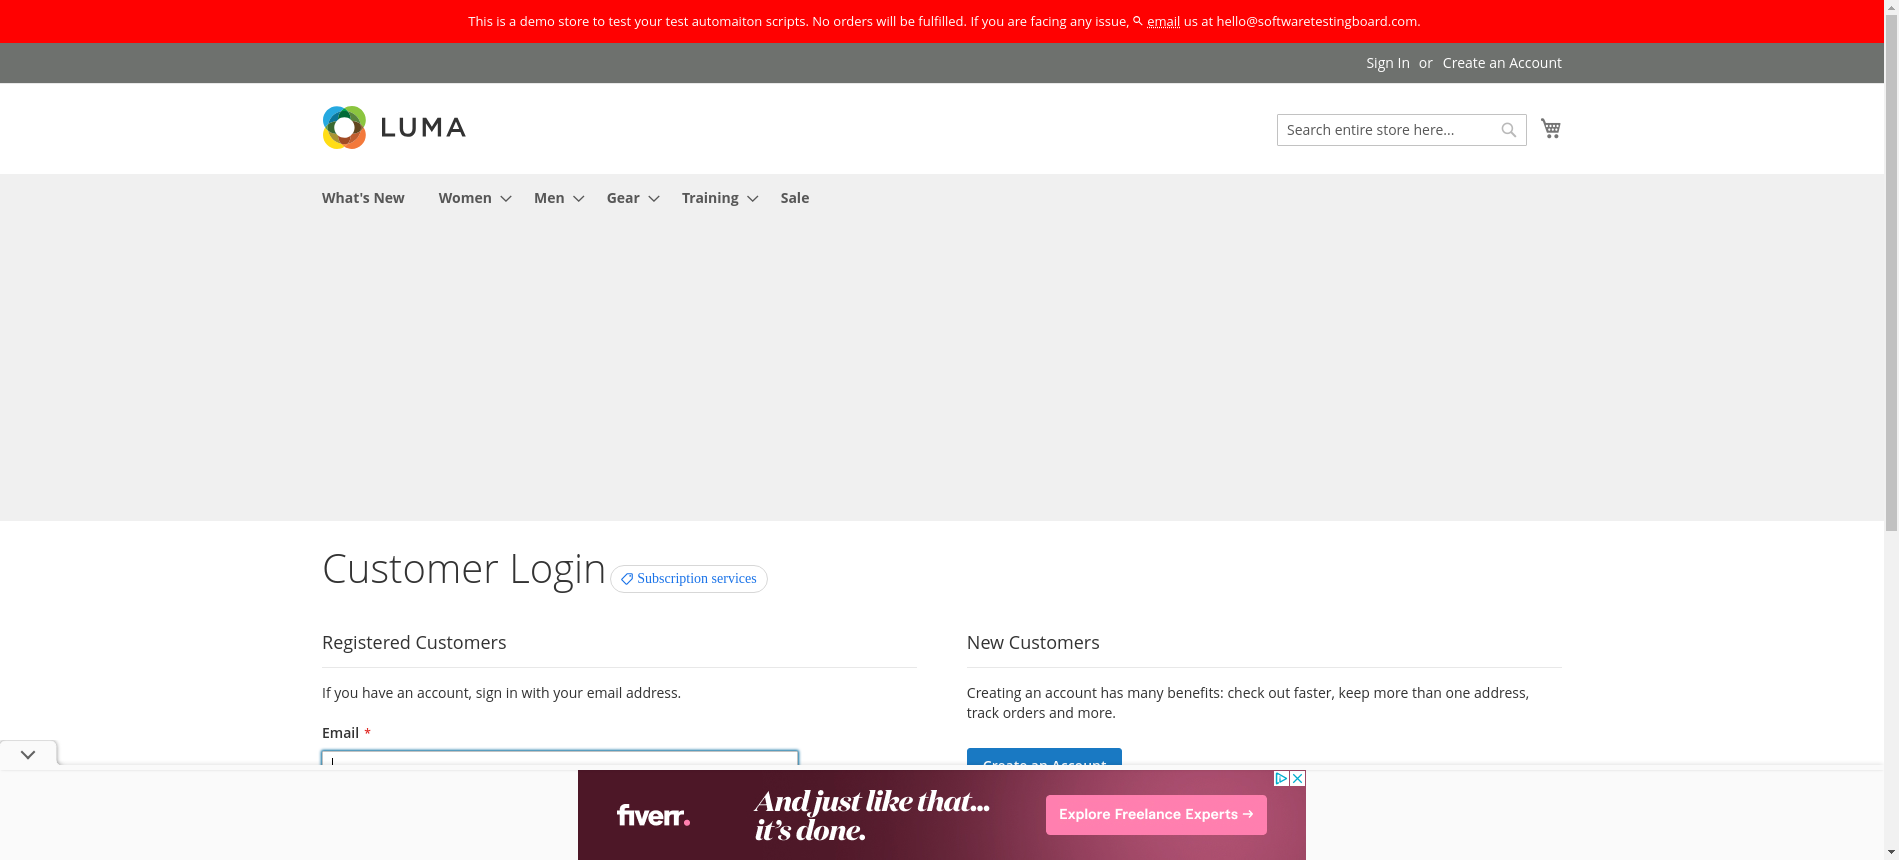 This is a demo store to test your test automaiton scripts. No orders will be fulfilled. If you are facing any issue, email us at hello@softwaretestingboard.com.
Sign In or Create an Account
LUMA
Search entire store here...
What's New Women Men Gear Training Sale
Customer Login Subscription services
Registered Customers
If you have an account, sign in with your email address.
Email *
New Customers
Creating an account has many benefits: check out faster, keep more than one address,
track orders and more.
Create an Account
fiverr.
And just like that...
it's done.
Explore Freelance Experts →